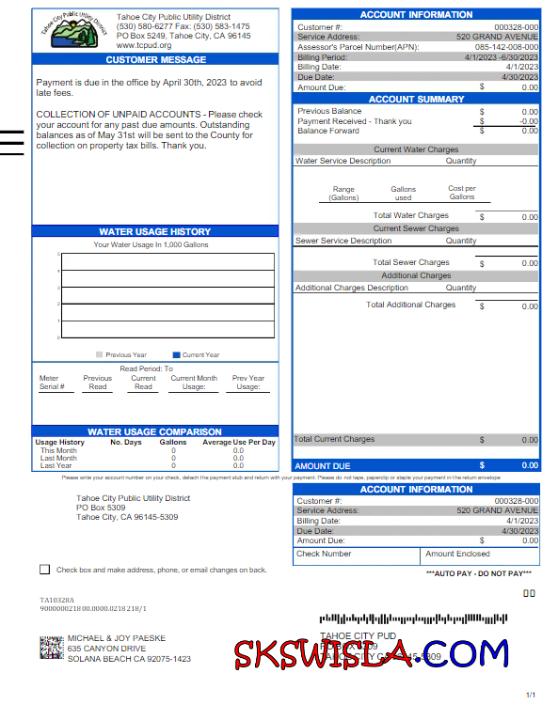 Tahoe City Public Utility District
Tahoe City Public Utility District
(530) 580-6277 Fax: (530) 583-1475
PO Box 5249, Tahoe City, CA 96145
www.tcpud.org
CUSTOMER MESSAGE
Payment is due in the office by April 30th, 2023 to avoid
late fees.
COLLECTION OF UNPAID ACCOUNTS - Please check
your account for any past due amounts. Outstanding
balances as of May 31st will be sent to the County for
collection on property tax bills. Thank you.
WATER USAGE HISTORY
Your Water Usage In 1,000 Gallons
5
4
3
2
1
0
Previous Year Current Year
Read Period: To
Meter Serial # Previous Read Current Read Current Month Usage: Prev Year Usage:
WATER USAGE COMPARISON
Usage History No. Days Gallons Average Use Per Day
This Month 0 0.0
Last Month 0 0.0
Last Year 0 0.0
ACCOUNT INFORMATION
Customer #: 000328-000
Service Address: 520 GRAND AVENUE
Assessor's Parcel Number(APN): 085-142-008-000
Billing Period: 4/1/2023 -6/30/2023
Billing Date: 4/1/2023
Due Date: 4/30/2023
Amount Due: $ 0.00
ACCOUNT SUMMARY
Previous Balance $ 0.00
Payment Received - Thank you $ -0.00
Balance Forward $ 0.00
Current Water Charges
Water Service Description Quantity
Range (Gallons) Gallons used Cost per Gallons
Total Water Charges $ 0.00
Current Sewer Charges
Sewer Service Description Quantity
Total Sewer Charges $ 0.00
Additional Charges
Additional Charges Description Quantity
Total Additional Charges $ 0.00
Total Current Charges $ 0.00
AMOUNT DUE $ 0.00
Please write your account number on your check, detach the payment stub and return with your payment. Please do not tape, paperclip or staple your payment in the return envelope
Tahoe City Public Utility District
PO Box 5309
Tahoe City, CA 96145-5309
ACCOUNT INFORMATION
Customer #: 000328-000
Service Address: 520 GRAND AVENUE
Billing Date: 4/1/2023
Due Date: 4/30/2023
Amount Due: $ 0.00
Check Number Amount Enclosed
Check box and make address, phone, or email changes on back.
***AUTO PAY - DO NOT PAY***
TA10328A
MICHAEL & JOY PAESKE
635 CANYON DRIVE
SOLANA BEACH CA 92075-1423
TAHOE CITY PUD
PO BOX 5309
SKSWISLA.COM
1/1